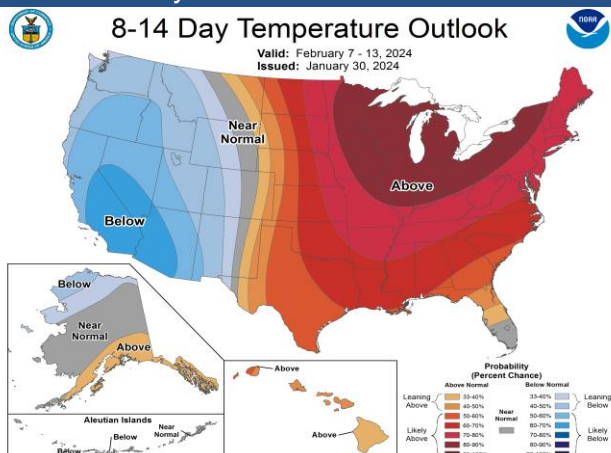 8-14 Day Temperature Outlook
NOAA
Valid: February 7 - 13, 2024
Issued: January 30, 2024
Near
Normal
Above
Below
Below
Near
Normal
Above
Aleutian Islands
Below
Near
Normal
Below
Above
Above
Probability
(Percent Chance)
Above Normal
Below Normal
Leaning
Above
33-40%
40-50%
Likely
Above
50-60%
60-70%
70-80%
80-90%
Near
Normal
33-40%
40-50%
Leaning
Below
50-60%
60-70%
70-80%
80-90%
Likely
Below